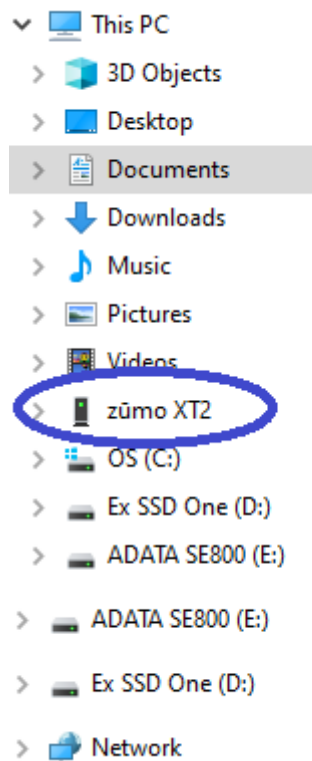 This PC
3D Objects
Desktop
Documents
Downloads
Music
Pictures
Videos
zūmo XT2
OS (C:)
Ex SSD One (D:)
ADATA SE800 (E:)
ADATA SE800 (E:)
Ex SSD One (D:)
Network